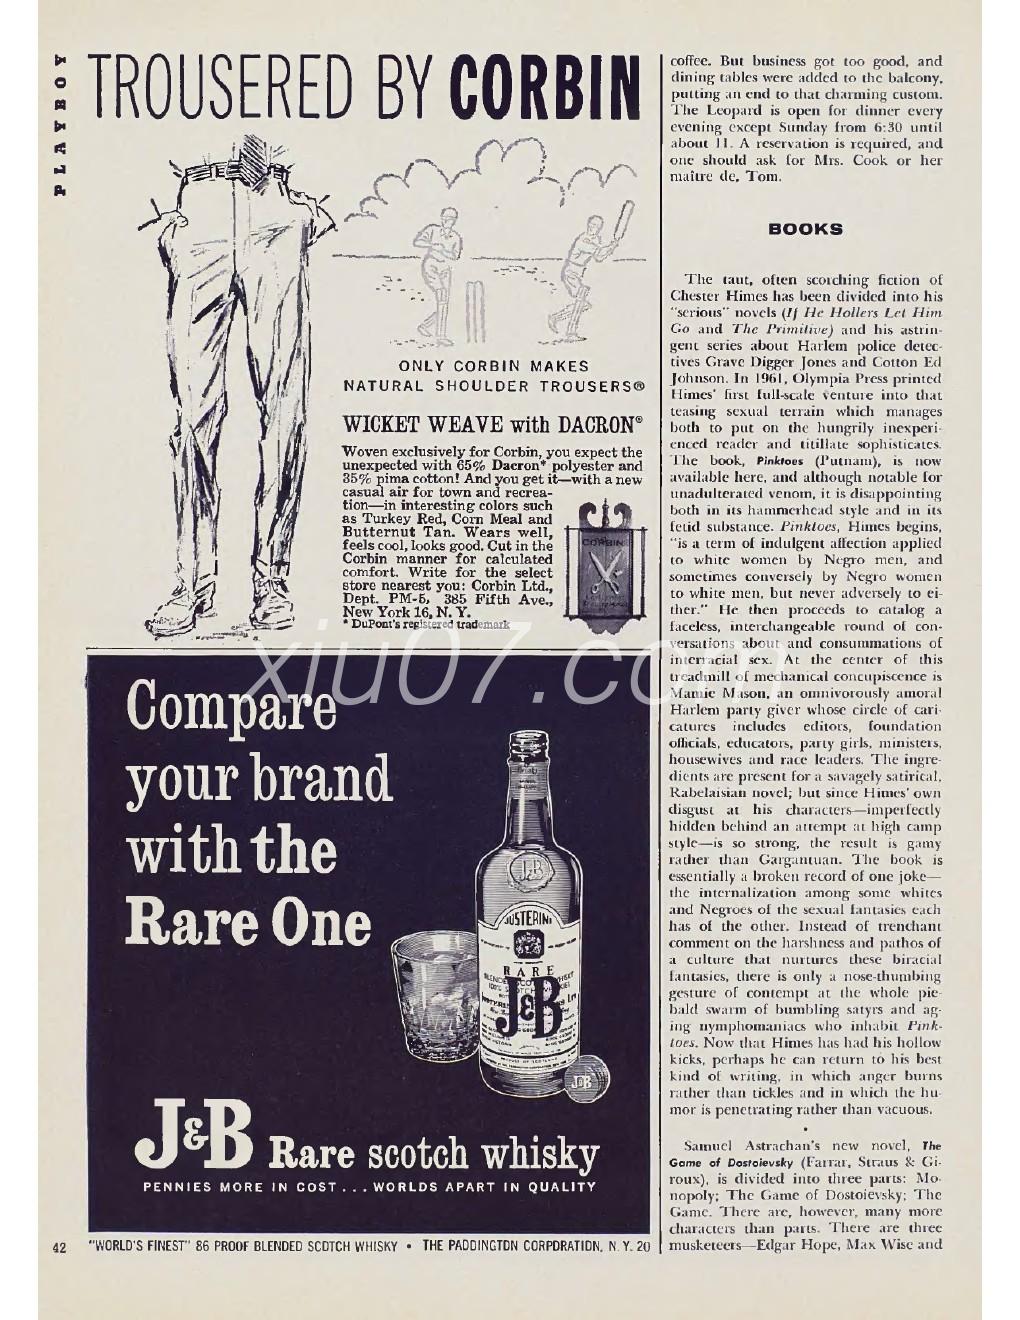 PLAYBOY
TROUSERED BY CORBIN
ONLY CORBIN MAKES
NATURAL SHOULDER TROUSERS®
WICKET WEAVE with DACRON®
Woven exclusively for Corbin, you expect the
unexpected with 65% Dacron* polyester and
35% pima cotton! And you get it—with a new
casual air for town and recrea-
tion—in interesting colors such
as Turkey Red, Corn Meal and
Butternut Tan. Wears well,
feels cool, looks good. Cut in the
Corbin manner for calculated
comfort. Write for the select
store nearest you: Corbin Ltd.,
Dept. PM-5, 385 Fifth Ave.,
New York 16, N. Y.
* DuPont's registered trademark
CORBIN
xiu07.com
Compare
your brand
with the
Rare One
J&B
JUSTERINI
RARE
J&B
J&B
J&B Rare scotch whisky
PENNIES MORE IN COST . . . WORLDS APART IN QUALITY
42
"WORLD'S FINEST" 86 PROOF BLENDED SCOTCH WHISKY • THE PADDINGTON CORPORATION, N. Y. 20
coffee. But business got too good, and
dining tables were added to the balcony,
putting an end to that charming custom.
The Leopard is open for dinner every
evening except Sunday from 6:30 until
about 11. A reservation is required, and
one should ask for Mrs. Cook or her
maître de, Tom.
BOOKS
The taut, often scorching fiction of
Chester Himes has been divided into his
"serious" novels (If He Hollers Let Him
Go and The Primitive) and his astrin-
gent series about Harlem police detec-
tives Grave Digger Jones and Cotton Ed
Johnson. In 1961, Olympia Press printed
Himes' first full-scale venture into that
teasing sexual terrain which manages
both to put on the hungrily inexperi-
enced reader and titillate sophisticates.
The book, Pinktoes (Putnam), is now
available here, and although notable for
unadulterated venom, it is disappointing
both in its hammerhead style and in its
fetid substance. Pinktoes, Himes begins,
"is a term of indulgent affection applied
to white women by Negro men, and
sometimes conversely by Negro women
to white men, but never adversely to ei-
ther." He then proceeds to catalog a
faceless, interchangeable round of con-
versations about and consummations of
interracial sex. At the center of this
treadmill of mechanical concupiscence is
Mamie Mason, an omnivorously amoral
Harlem party giver whose circle of cari-
catures includes editors, foundation
officials, educators, party girls, ministers,
housewives and race leaders. The ingre-
dients are present for a savagely satirical,
Rabelaisian novel; but since Himes' own
disgust at his characters—imperfectly
hidden behind an attempt at high camp
style—is so strong, the result is gamy
rather than Gargantuan. The book is
essentially a broken record of one joke—
the internalization among some whites
and Negroes of the sexual fantasies each
has of the other. Instead of trenchant
comment on the harshness and pathos of
a culture that nurtures these biracial
fantasies, there is only a nose-thumbing
gesture of contempt at the whole pie-
bald swarm of bumbling satyrs and ag-
ing nymphomaniacs who inhabit Pink-
toes. Now that Himes has had his hollow
kicks, perhaps he can return to his best
kind of writing, in which anger burns
rather than tickles and in which the hu-
mor is penetrating rather than vacuous.
•
Samuel Astrachan's new novel, The
Game of Dostoievsky (Farrar, Straus & Gi-
roux), is divided into three parts: Mo-
nopoly; The Game of Dostoievsky; The
Game. There are, however, many more
characters than parts. There are three
musketeers—Edgar Hope, Max Wise and